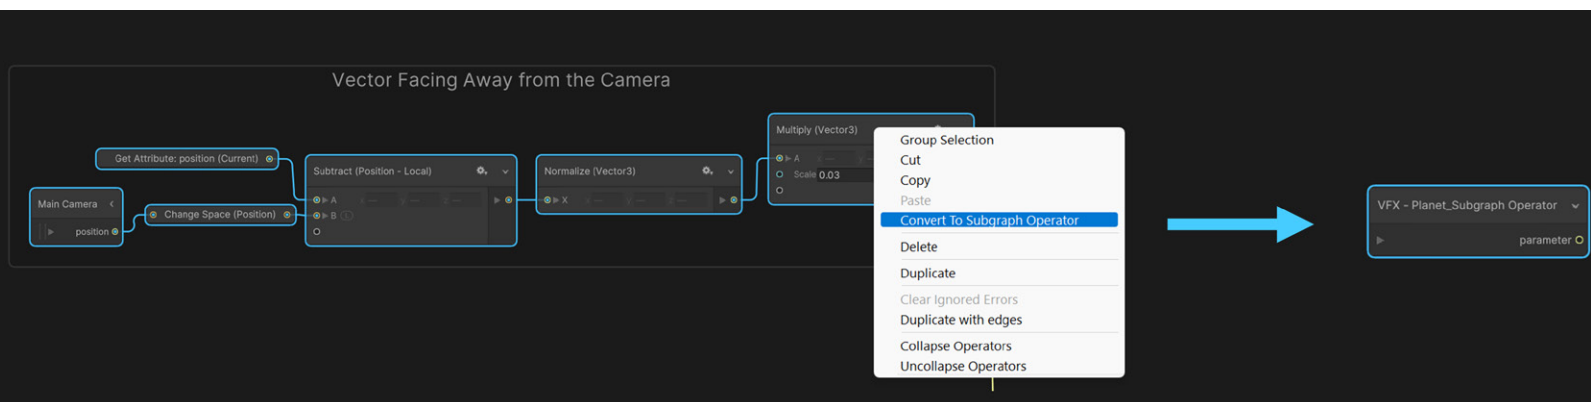 Vector Facing Away from the Camera
Get Attribute: position (Current)
Main Camera
position
Change Space (Position)
Subtract (Position - Local)
A x y z
B L
Normalize (Vector3)
X x y z
Multiply (Vector3)
A x y
Scale 0.03
Group Selection
Cut
Copy
Paste
Convert To Subgraph Operator
Delete
Duplicate
Clear Ignored Errors
Duplicate with edges
Collapse Operators
Uncollapse Operators
VFX - Planet_Subgraph Operator
parameter